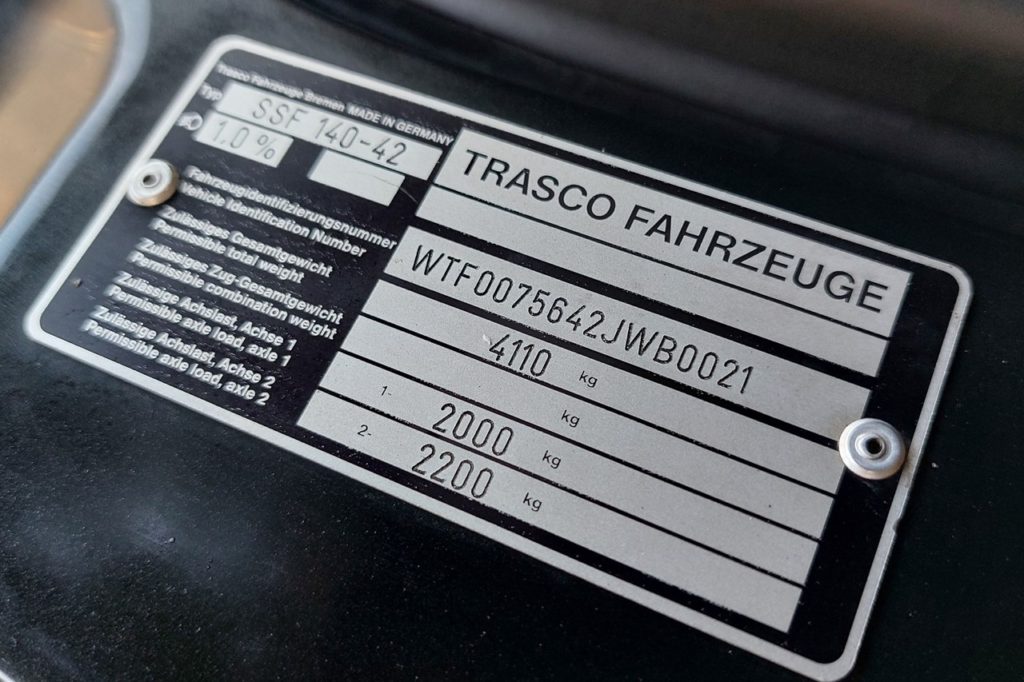 Trasco Fahrzeuge Bremen MADE IN GERMANY
Typ SSF 140-42
1,0 %
TRASCO FAHRZEUGE
Fahrzeugidentifizierungsnummer
Vehicle Identification Number
WTF0075642JWB0021
Zulässiges Gesamtgewicht
Permissible total weight
4110 kg
Zulässiges Zug-Gesamtgewicht
Permissible combination weight
kg
Zulässige Achslast, Achse 1
Permissible axle load, axle 1
1- 2000 kg
Zulässige Achslast, Achse 2
Permissible axle load, axle 2
2- 2200 kg